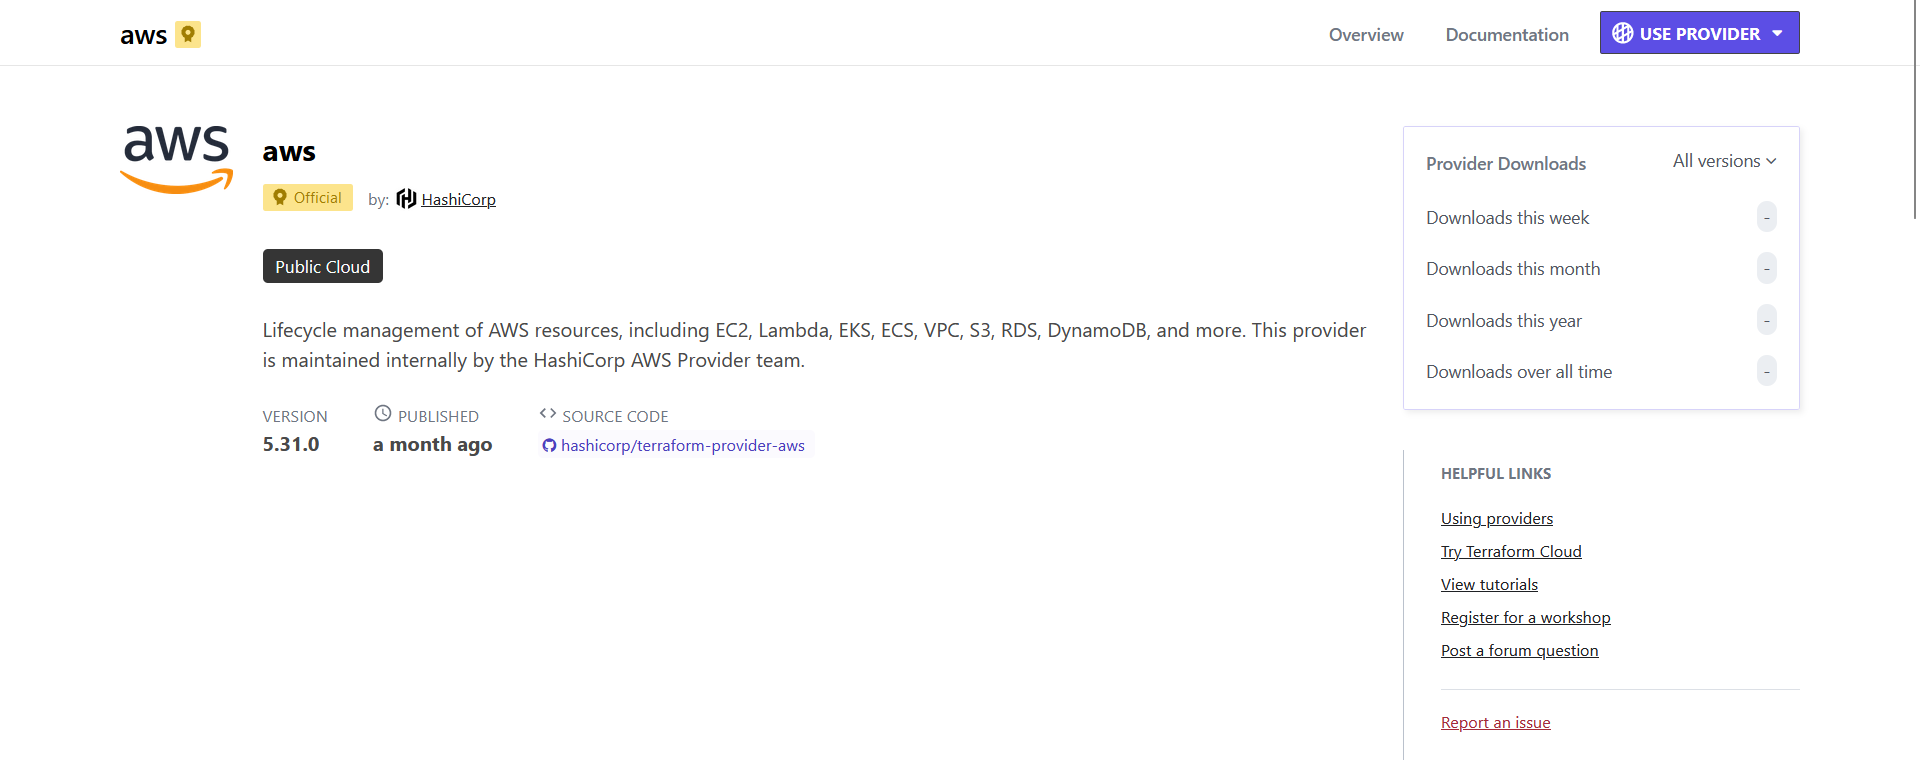 aws
Overview
Documentation
USE PROVIDER
aws
aws
Official
by: HashiCorp
Public Cloud
Lifecycle management of AWS resources, including EC2, Lambda, EKS, ECS, VPC, S3, RDS, DynamoDB, and more. This provider
is maintained internally by the HashiCorp AWS Provider team.
VERSION
5.31.0
PUBLISHED
a month ago
SOURCE CODE
hashicorp/terraform-provider-aws
Provider Downloads
All versions
Downloads this week -
Downloads this month -
Downloads this year -
Downloads over all time -
HELPFUL LINKS
Using providers
Try Terraform Cloud
View tutorials
Register for a workshop
Post a forum question
Report an issue